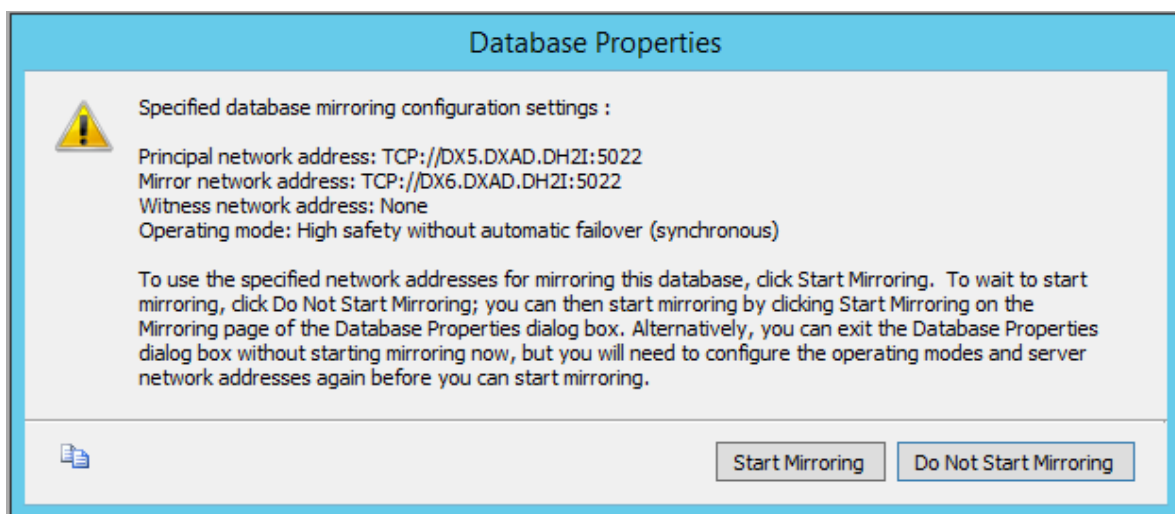 Database Properties
Specified database mirroring configuration settings :
Principal network address: TCP://DX5.DXAD.DH2I:5022
Mirror network address: TCP://DX6.DXAD.DH2I:5022
Witness network address: None
Operating mode: High safety without automatic failover (synchronous)
To use the specified network addresses for mirroring this database, click Start Mirroring.  To wait to start
mirroring, click Do Not Start Mirroring; you can then start mirroring by clicking Start Mirroring on the
Mirroring page of the Database Properties dialog box. Alternatively, you can exit the Database Properties
dialog box without starting mirroring now, but you will need to configure the operating modes and server
network addresses again before you can start mirroring.
Start Mirroring
Do Not Start Mirroring